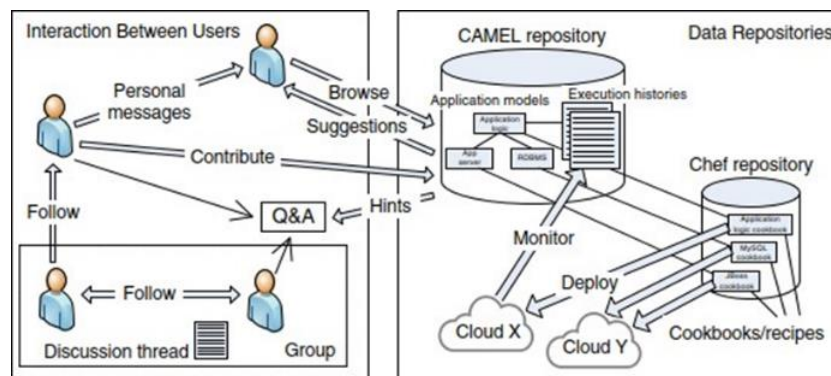 Interaction Between Users
Personal
messages
Browse
Suggestions
Contribute
Follow
Q&A
Hints
Follow
Discussion thread
Group
CAMEL repository
Data Repositories
Application models
Execution histories
Application
logic
App
server
RDBMS
Chef repository
Application
logic cookbook
MySQL
cookbook
JBoss
cookbook
Monitor
Deploy
Cloud X
Cloud Y
Cookbooks/recipes